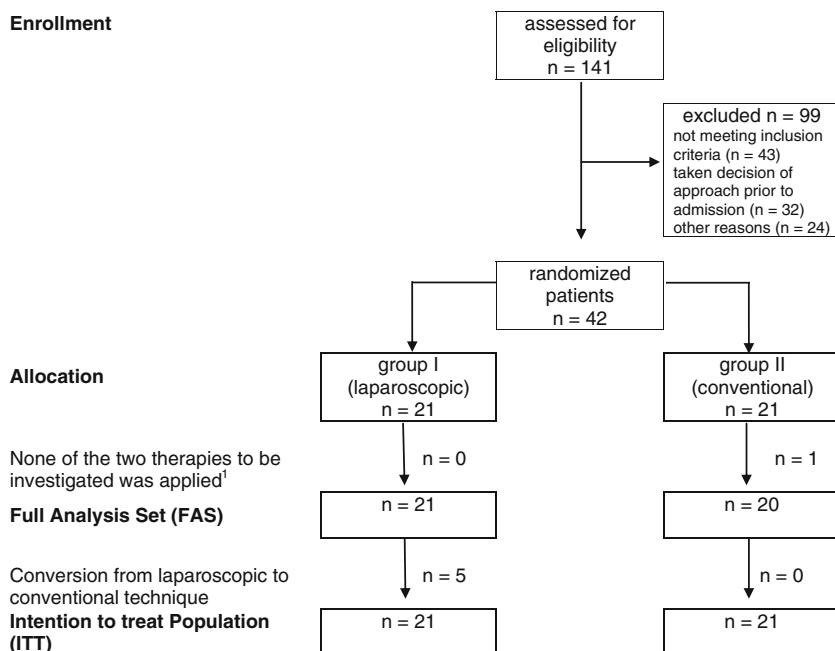 Enrollment
assessed for
eligibility
n = 141
excluded n = 99
not meeting inclusion
criteria (n = 43)
taken decision of
approach prior to
admission (n = 32)
other reasons (n = 24)
randomized
patients
n = 42
Allocation
group I
(laparoscopic)
n = 21
group II
(conventional)
n = 21
None of the two therapies to be
investigated was applied1
n = 0
n = 1
Full Analysis Set (FAS)
n = 21
n = 20
Conversion from laparoscopic to
conventional technique
n = 5
n = 0
Intention to treat Population
(ITT)
n = 21
n = 21